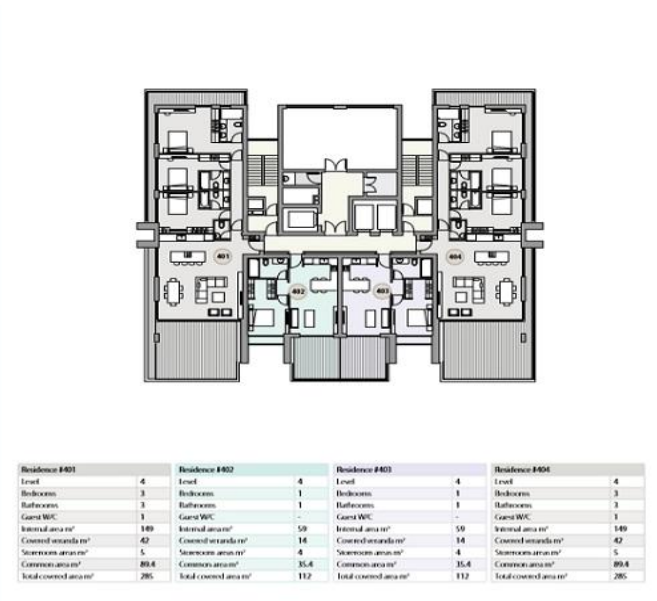 401
404
402
403
Residence #401
Level 4
Bedrooms 3
Bathrooms 3
Guest W/C 1
Internal area m² 149
Covered veranda m² 42
Storeroom areas m² 5
Common area m² 89.4
Total covered area m² 285
Residence #402
Level 4
Bedrooms 1
Bathrooms 1
Guest W/C -
Internal area m² 59
Covered veranda m² 14
Storeroom areas m² 4
Common area m² 35.4
Total covered area m² 112
Residence #403
Level 4
Bedrooms 1
Bathrooms 1
Guest W/C -
Internal area m² 59
Covered veranda m² 14
Storeroom areas m² 4
Common area m² 35.4
Total covered area m² 112
Residence #404
Level 4
Bedrooms 3
Bathrooms 3
Guest W/C 1
Internal area m² 149
Covered veranda m² 42
Storeroom areas m² 5
Common area m² 89.4
Total covered area m² 285